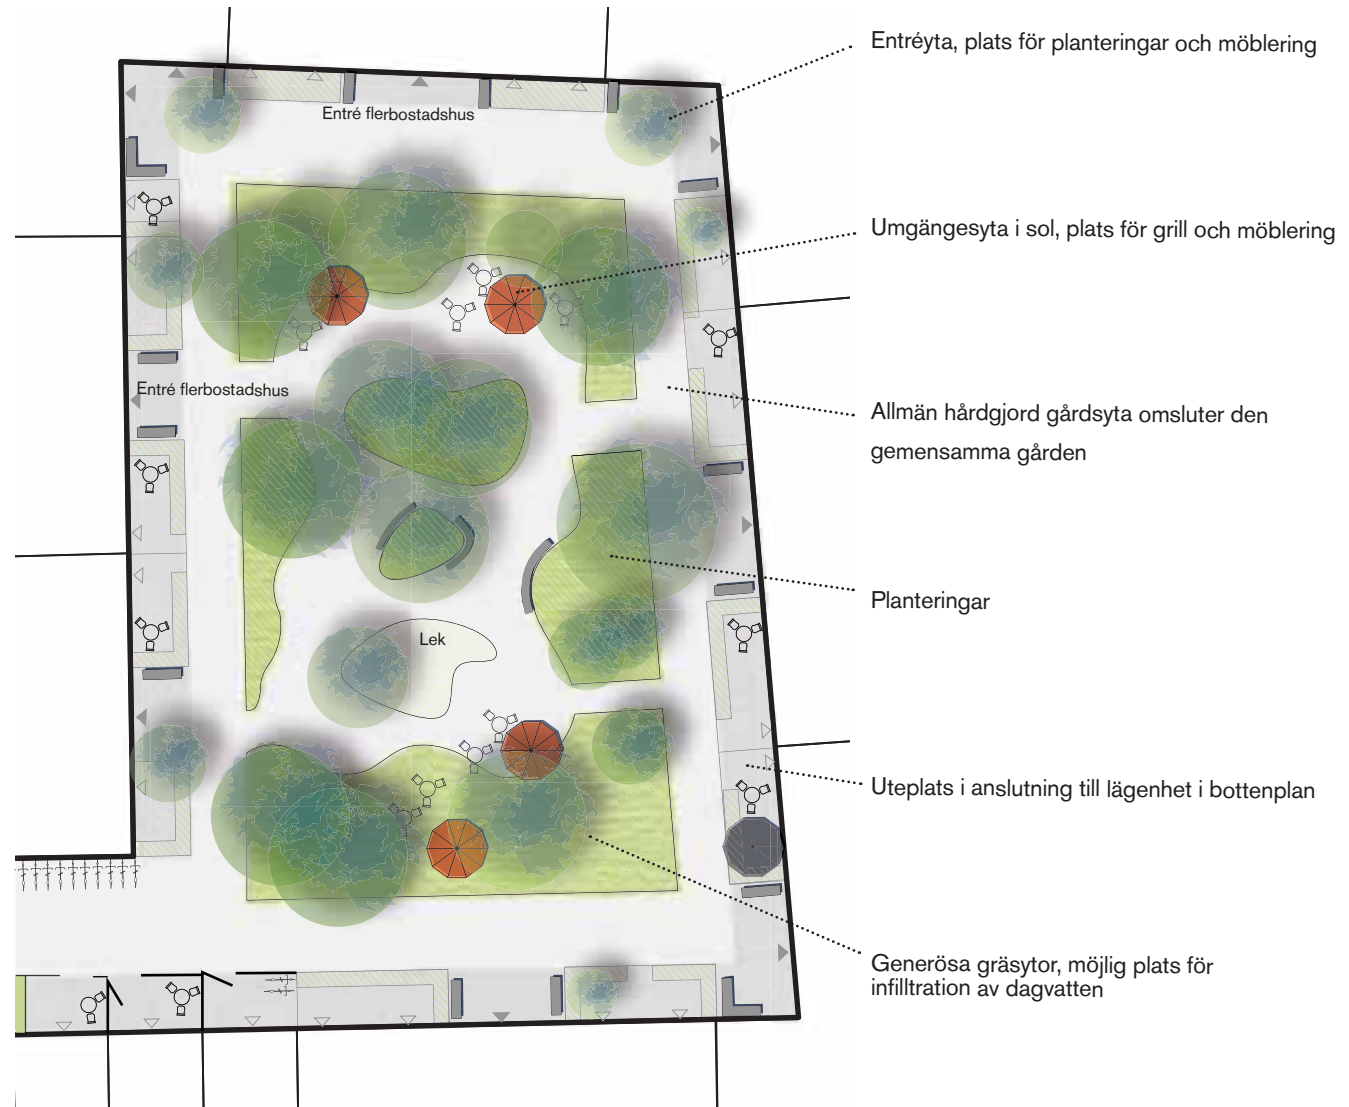 Entréyta, plats för planteringar och möblering
Entré flerbostadshus
Umgängesyta i sol, plats för grill och möblering
Entré flerbostadshus
Allmän hårdgjord gårdsyta omsluter den
gemensamma gården
Planteringar
Lek
Uteplats i anslutning till lägenhet i bottenplan
Generösa gräsytor, möjlig plats för
infilltration av dagvatten